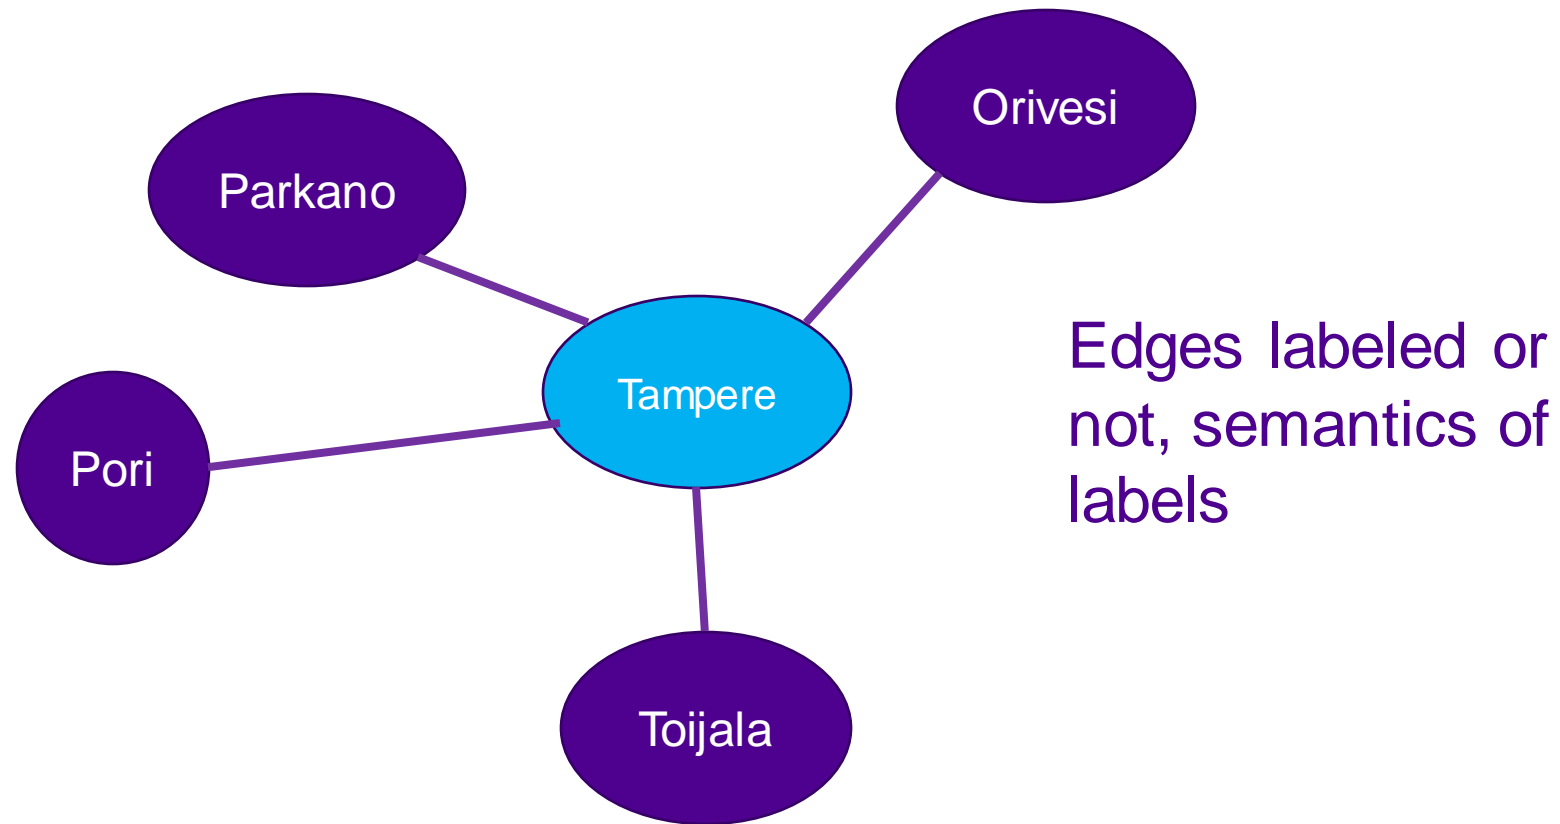 Orivesi
Parkano
Tampere
Edges labeled or
not, semantics of
labels
Pori
Toijala